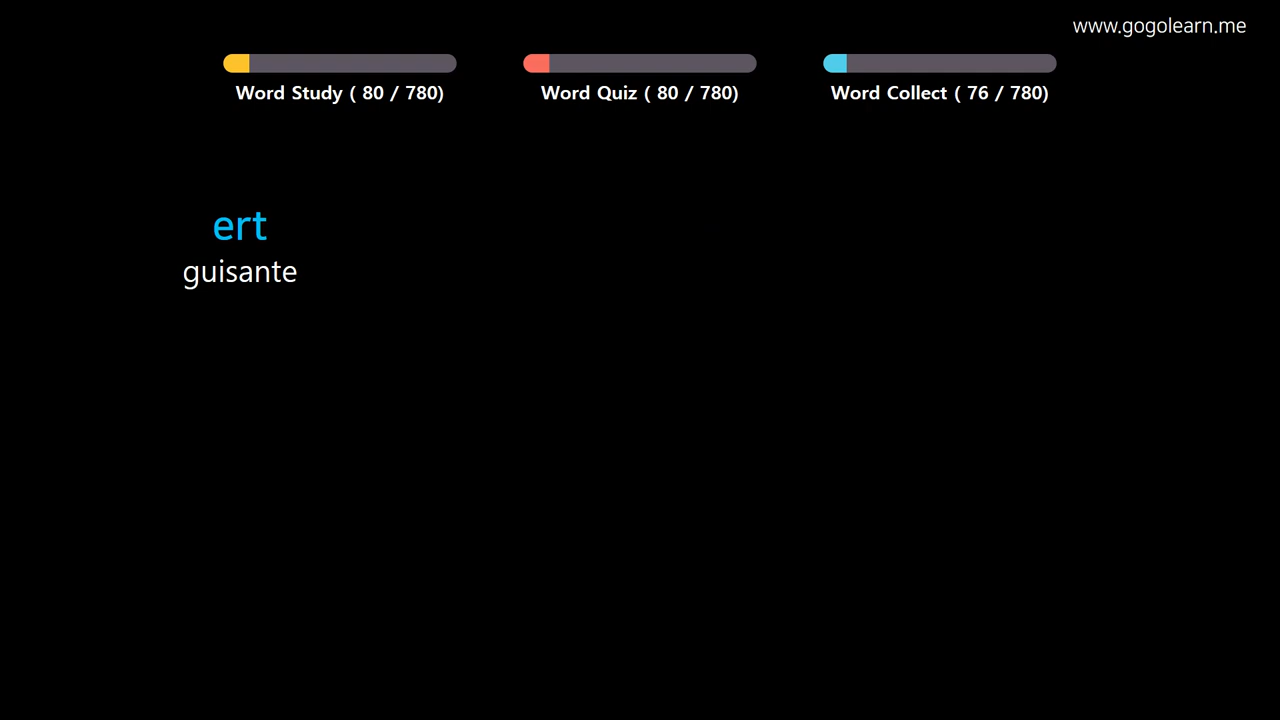 www.gogolearn.me
Word Study ( 80 / 780)
Word Quiz ( 80 / 780)
Word Collect ( 76 / 780)
ert
guisante